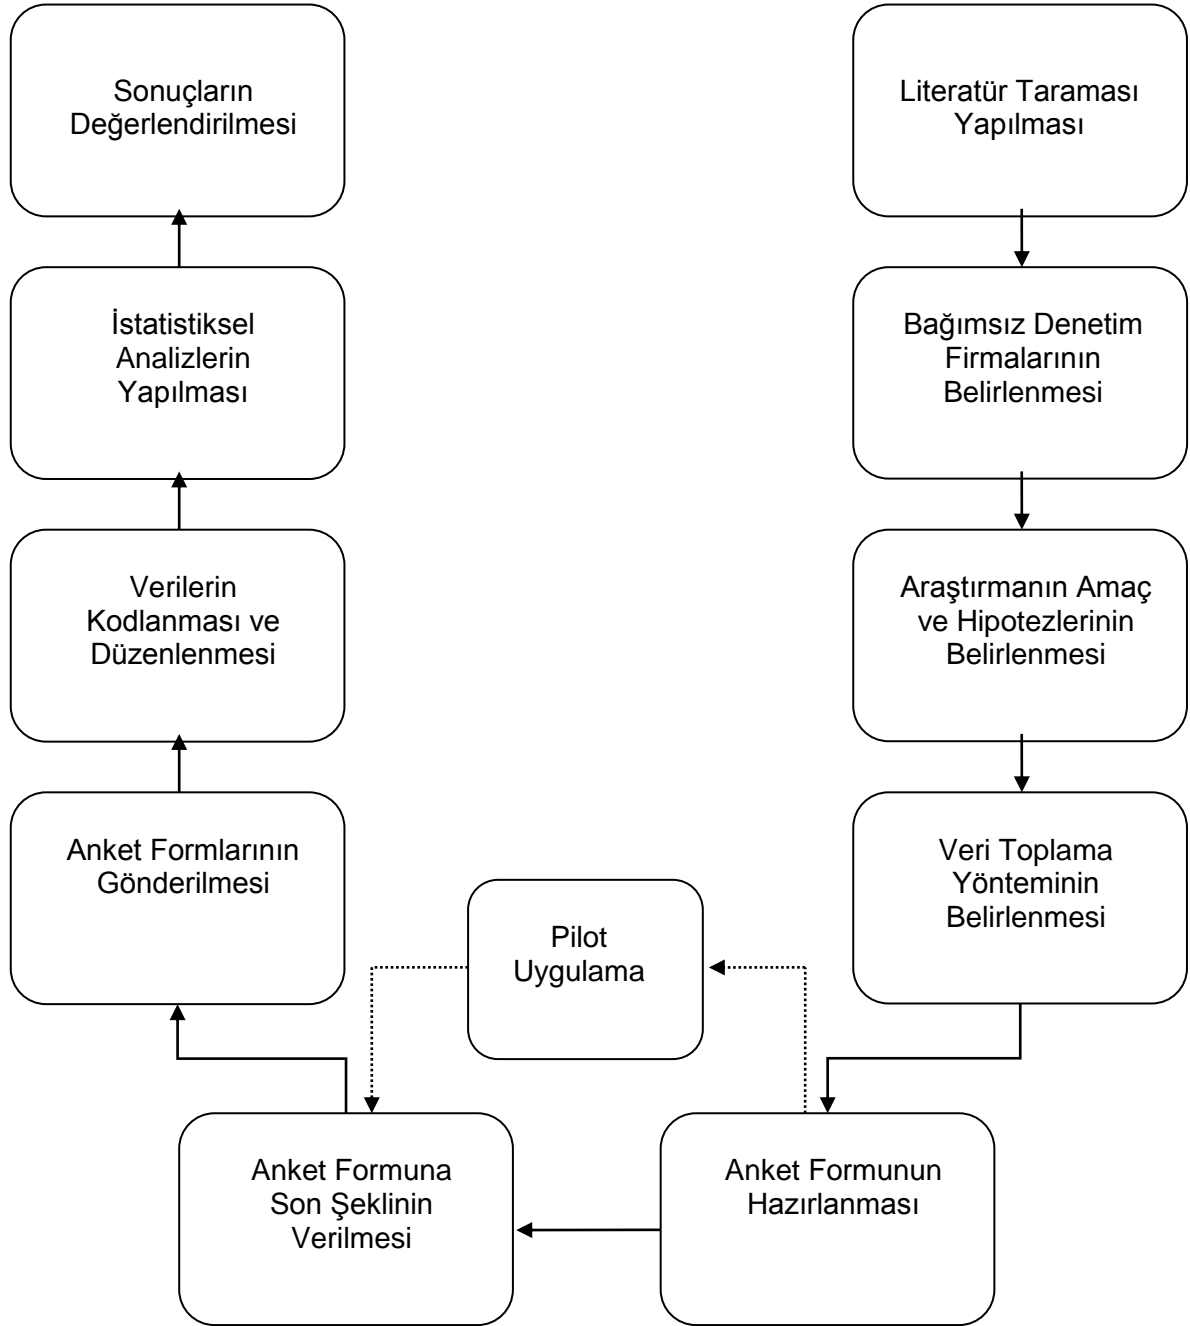 Sonuçların
Değerlendirilmesi
Literatür Taraması
Yapılması
İstatistiksel
Analizlerin
Yapılması
Bağımsız Denetim
Firmalarının
Belirlenmesi
Verilerin
Kodlanması ve
Düzenlenmesi
Araştırmanın Amaç
ve Hipotezlerinin
Belirlenmesi
Anket Formlarının
Gönderilmesi
Veri Toplama
Yönteminin
Belirlenmesi
Pilot
Uygulama
Anket Formuna
Son Şeklinin
Verilmesi
Anket Formunun
Hazırlanması